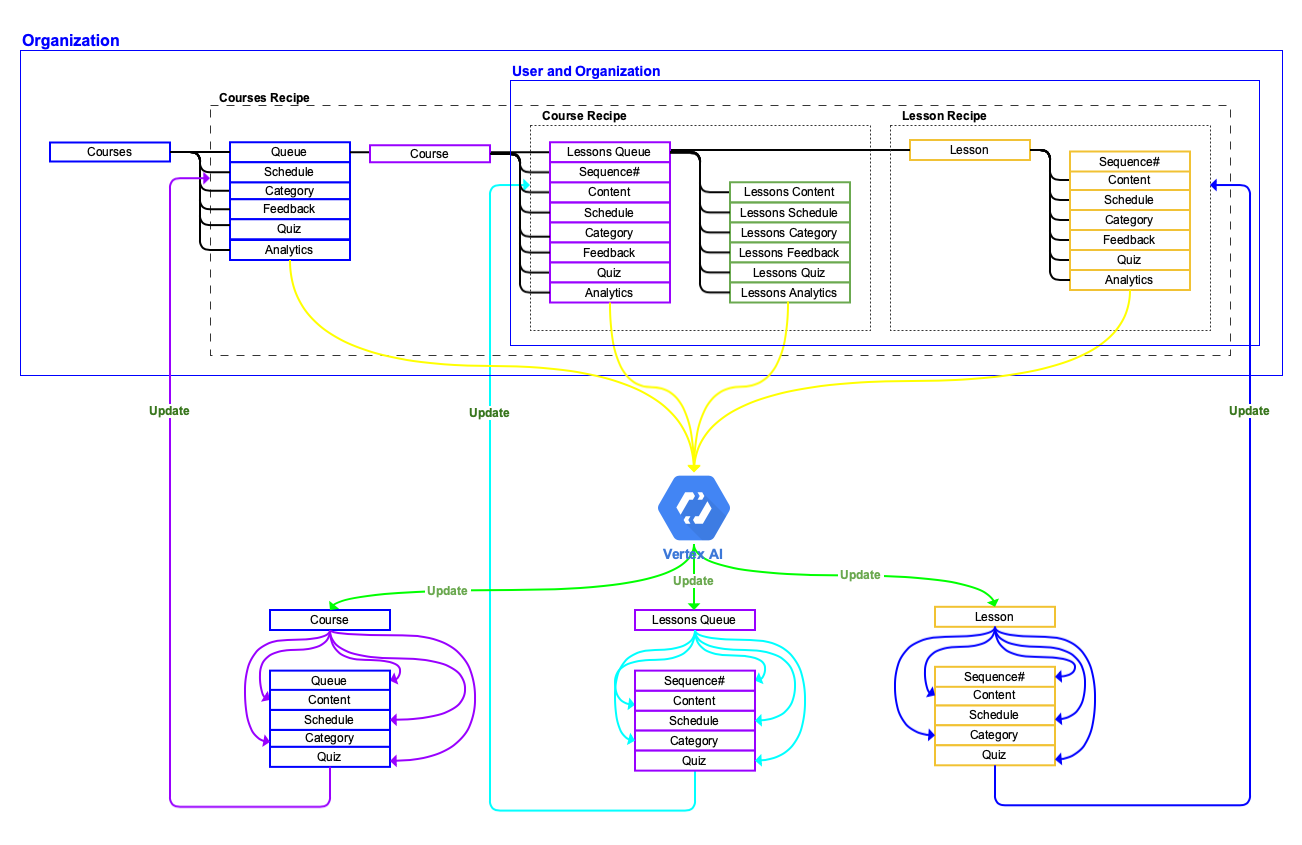 Organization
User and Organization
Courses Recipe
Course Recipe
Lesson Recipe
Courses
Queue
Schedule
Category
Feedback
Quiz
Analytics
Course
Lessons Queue
Sequence#
Content
Schedule
Category
Feedback
Quiz
Analytics
Lessons Content
Lessons Schedule
Lessons Category
Lessons Feedback
Lessons Quiz
Lessons Analytics
Lesson
Sequence#
Content
Schedule
Category
Feedback
Quiz
Analytics
Update
Update
Update
Vertex AI
Update
Update
Update
Course
Queue
Content
Schedule
Category
Quiz
Lessons Queue
Sequence#
Content
Schedule
Category
Quiz
Lesson
Sequence#
Content
Schedule
Category
Quiz